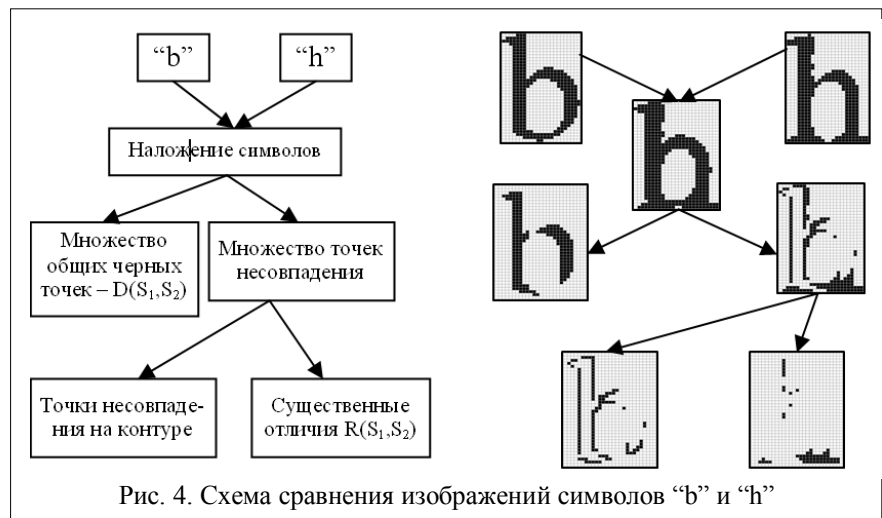 “b”
“h”
Наложение символов
Множество
общих черных
точек – D(S₁,S₂)
Множество точек
несовпадения
Точки несовпаде-
ния на контуре
Существенные
отличия R(S₁,S₂)
Рис. 4. Схема сравнения изображений символов “b” и “h”